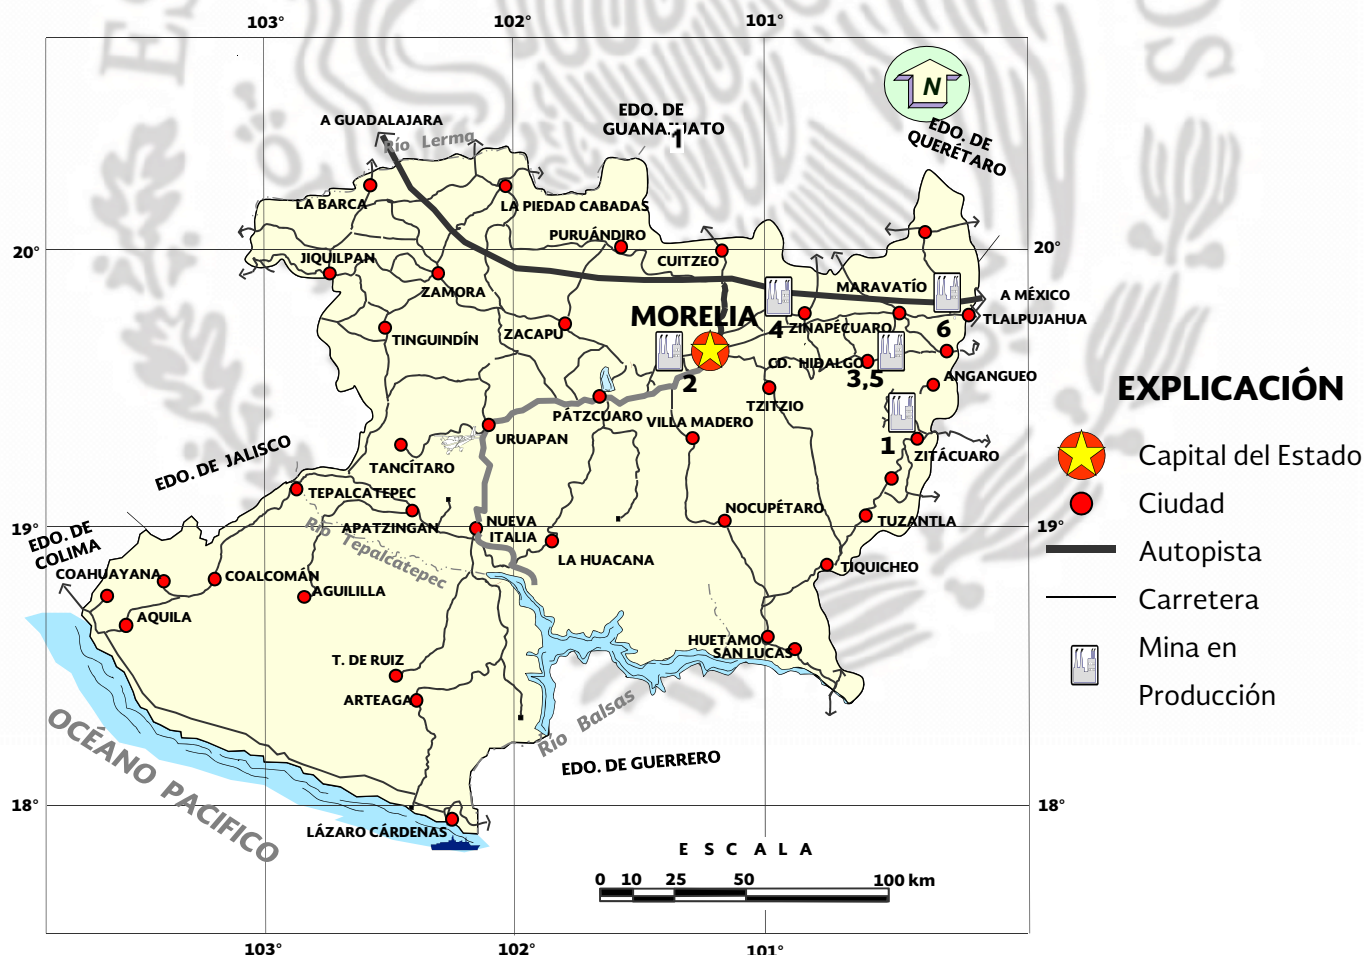 103°
102°
101°
A GUADALAJARA
Río Lerma
EDO. DE
1
N
EDO. DE
QUERÉTARO
LA BARCA
LA PIEDAD CABADAS
PURUÁNDIRO
CUITZEO
20°
20°
JIQUILPAN
ZAMORA
MARAVATÍO
A MÉXICO
MORELIA
4
ZINAPÉCUARO
6
TLALPUJAHUA
TINGUINDÍN
ZACAPU
2
CD. HIDALGO
3,5
ANGANGUEO
TZITZIO
PÁTZCUARO
VILLA MADERO
URUAPAN
1
ZITÁCUARO
EDO. DE JALISCO
TANCÍTARO
TEPALCATEPEC
APATZINGÁN
NUEVA
ITALIA
NOCUPÉTARO
TUZANTLA
19°
19°
EDO. DE
COLIMA
Río Tepalcatepec
LA HUACANA
TIQUICHEO
COAHUAYANA
COALCOMÁN
AGUILILLA
AQUILA
HUETAMO
SAN LUCAS
T. DE RUIZ
ARTEAGA
Río Balsas
EDO. DE GUERRERO
OCÉANO PACIFICO
18°
18°
LÁZARO CÁRDENAS
E S C A L A
0 10 25 50 100 km
103°
102°
101°
EXPLICACIÓN
Capital del Estado
Ciudad
Autopista
Carretera
Mina en
Producción